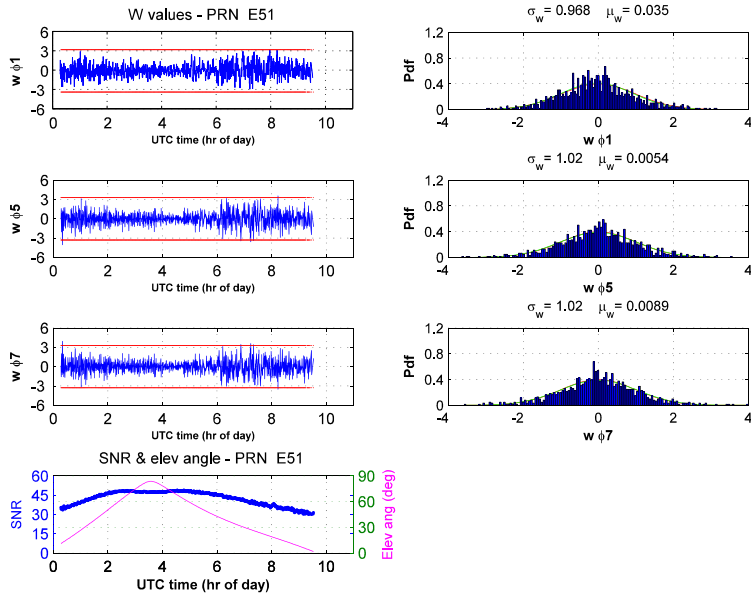 W values - PRN E51
w ϕ1
6
3
0
-3
-6
0 2 4 6 8 10
UTC time (hr of day)
σw= 0.968 μw= 0.035
Pdf
1.2
0.8
0.4
0
-4 -2 0 2 4
w ϕ1
w ϕ5
6
3
0
-3
-6
0 2 4 6 8 10
UTC time (hr of day)
σw= 1.02 μw= 0.0054
Pdf
1.2
0.8
0.4
0
-4 -2 0 2 4
w ϕ5
w ϕ7
6
3
0
-3
-6
0 2 4 6 8 10
UTC time (hr of day)
σw= 1.02 μw= 0.0089
Pdf
1.2
0.8
0.4
0
-4 -2 0 2 4
w ϕ7
SNR & elev angle - PRN E51
SNR
60
45
30
15
0
90
60
30
0
Elev ang (deg)
0 2 4 6 8 10
UTC time (hr of day)